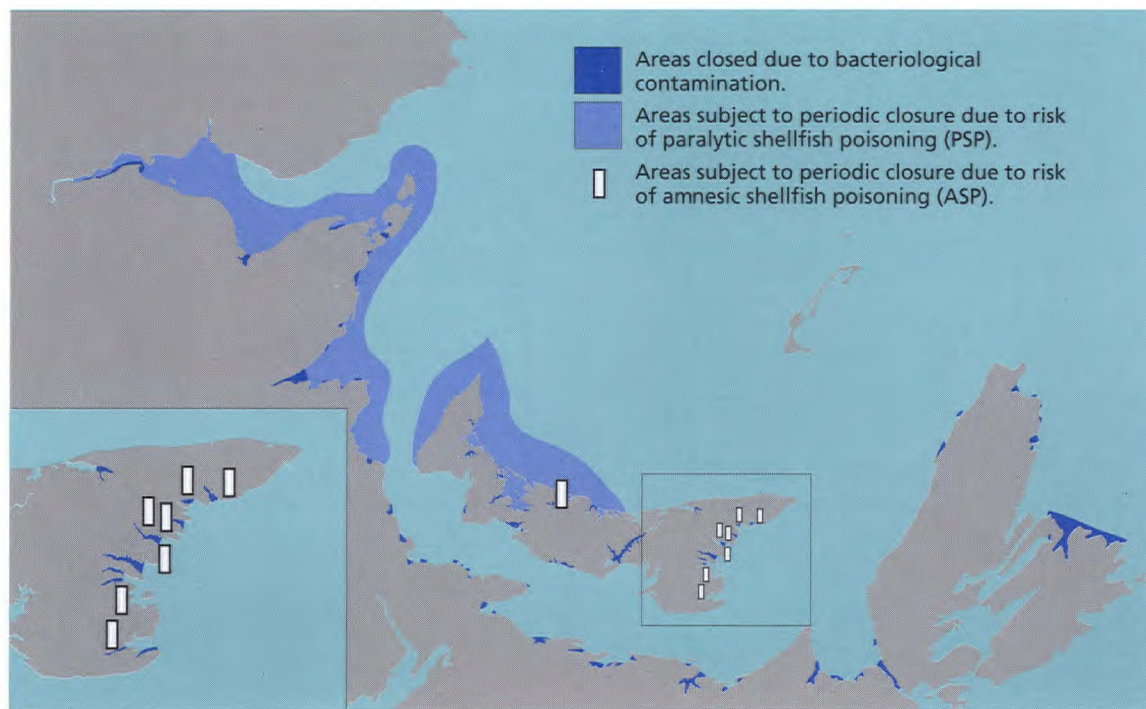 Areas closed due to bacteriological
contamination.
Areas subject to periodic closure due to risk
of paralytic shellfish poisoning (PSP).
Areas subject to periodic closure due to risk
of amnesic shellfish poisoning (ASP).